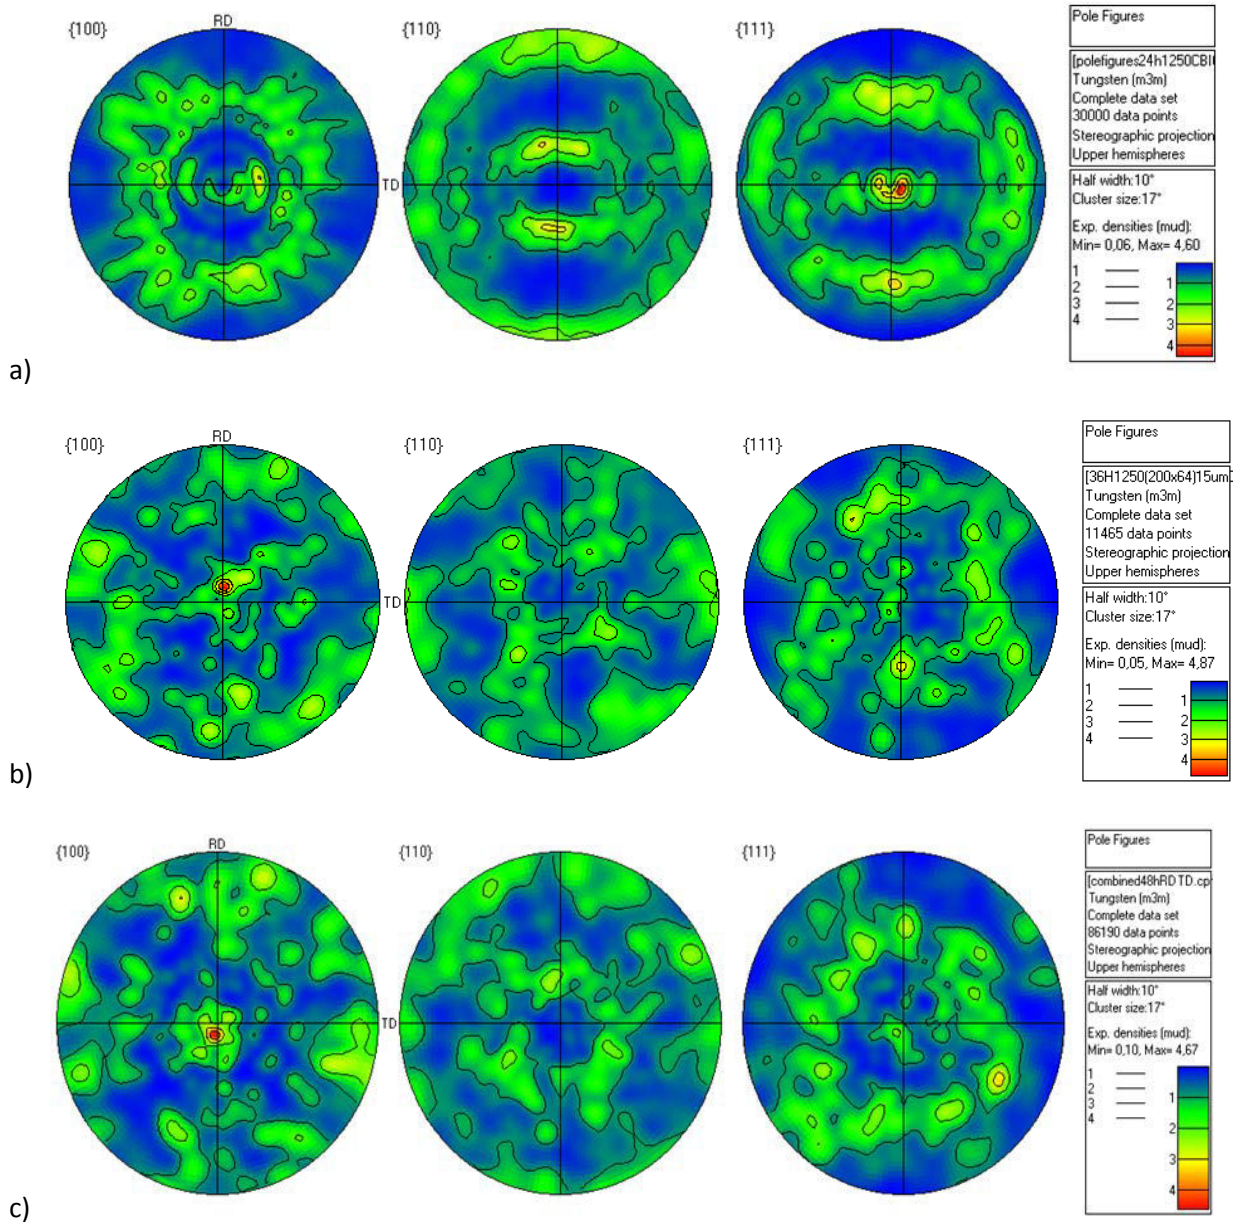 {100}
RD
{110}
{111}
TD
Pole Figures
[polefigures24h1250CBI(
Tungsten (m3m)
Complete data set
30000 data points
Stereographic projection
Upper hemispheres
Half width:10°
Cluster size:17°
Exp. densities (mud):
Min= 0,06, Max= 4,60
1
2
3
4
1
2
3
4
a)
{100}
RD
{110}
{111}
TD
Pole Figures
[36H1250(200x64)15um
Tungsten (m3m)
Complete data set
11465 data points
Stereographic projection
Upper hemispheres
Half width:10°
Cluster size:17°
Exp. densities (mud):
Min= 0,05, Max= 4,87
1
2
3
4
1
2
3
4
b)
{100}
RD
{110}
{111}
TD
Pole Figures
[combined48hRDTD.cp
Tungsten (m3m)
Complete data set
86190 data points
Stereographic projection
Upper hemispheres
Half width:10°
Cluster size:17°
Exp. densities (mud):
Min= 0,10, Max= 4,67
1
2
3
4
1
2
3
4
c)